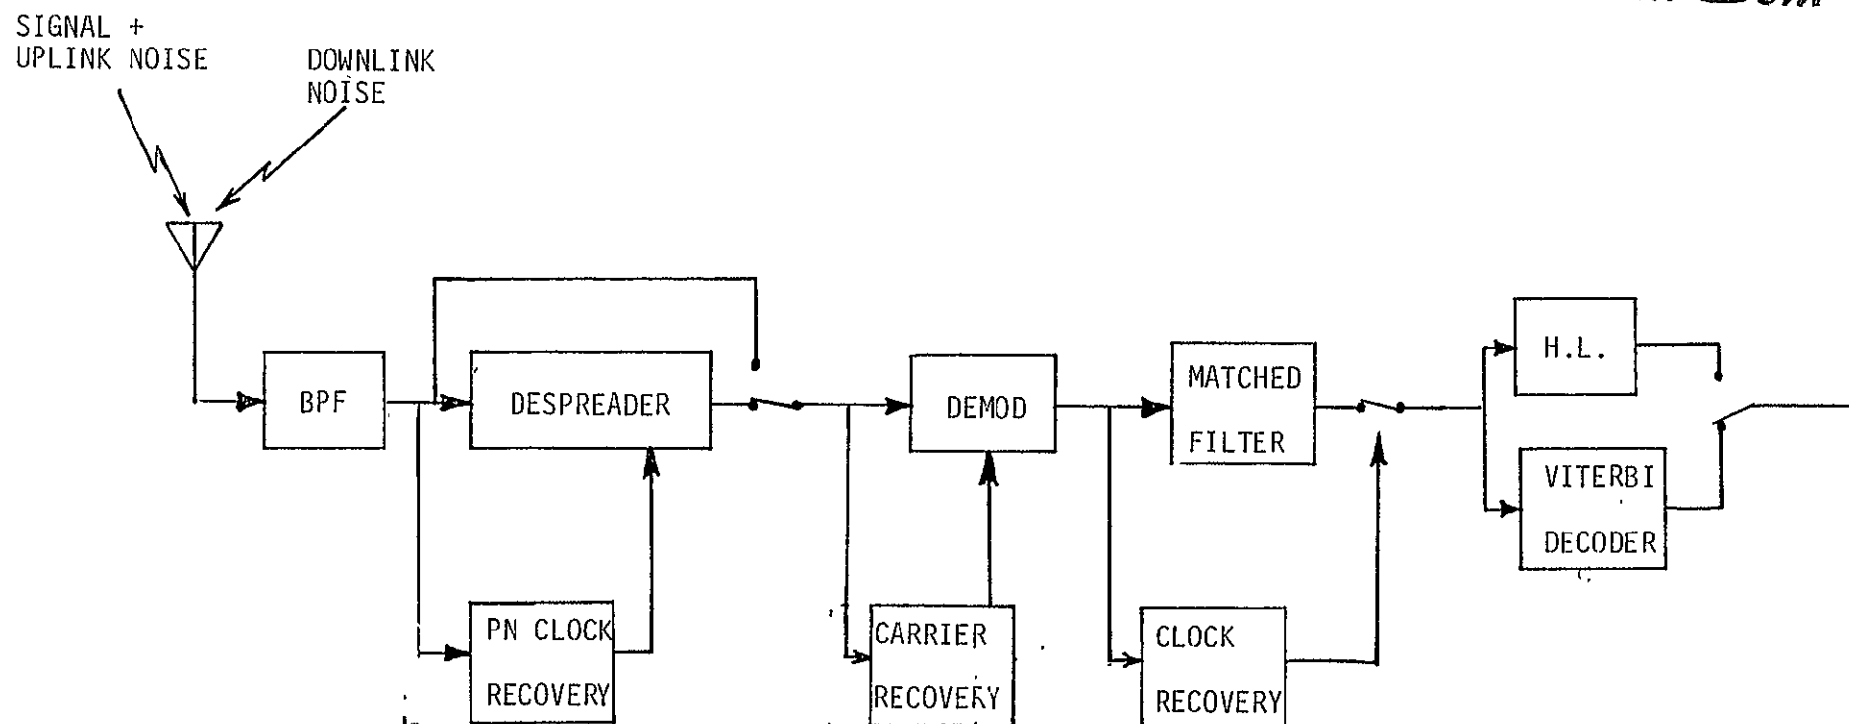 SIGNAL +
UPLINK NOISE
DOWNLINK
NOISE
BPF
DESPREADER
DEMOD
MATCHED
FILTER
H.L.
VITERBI
DECODER
PN CLOCK
RECOVERY
CARRIER
RECOVERY
CLOCK
RECOVERY